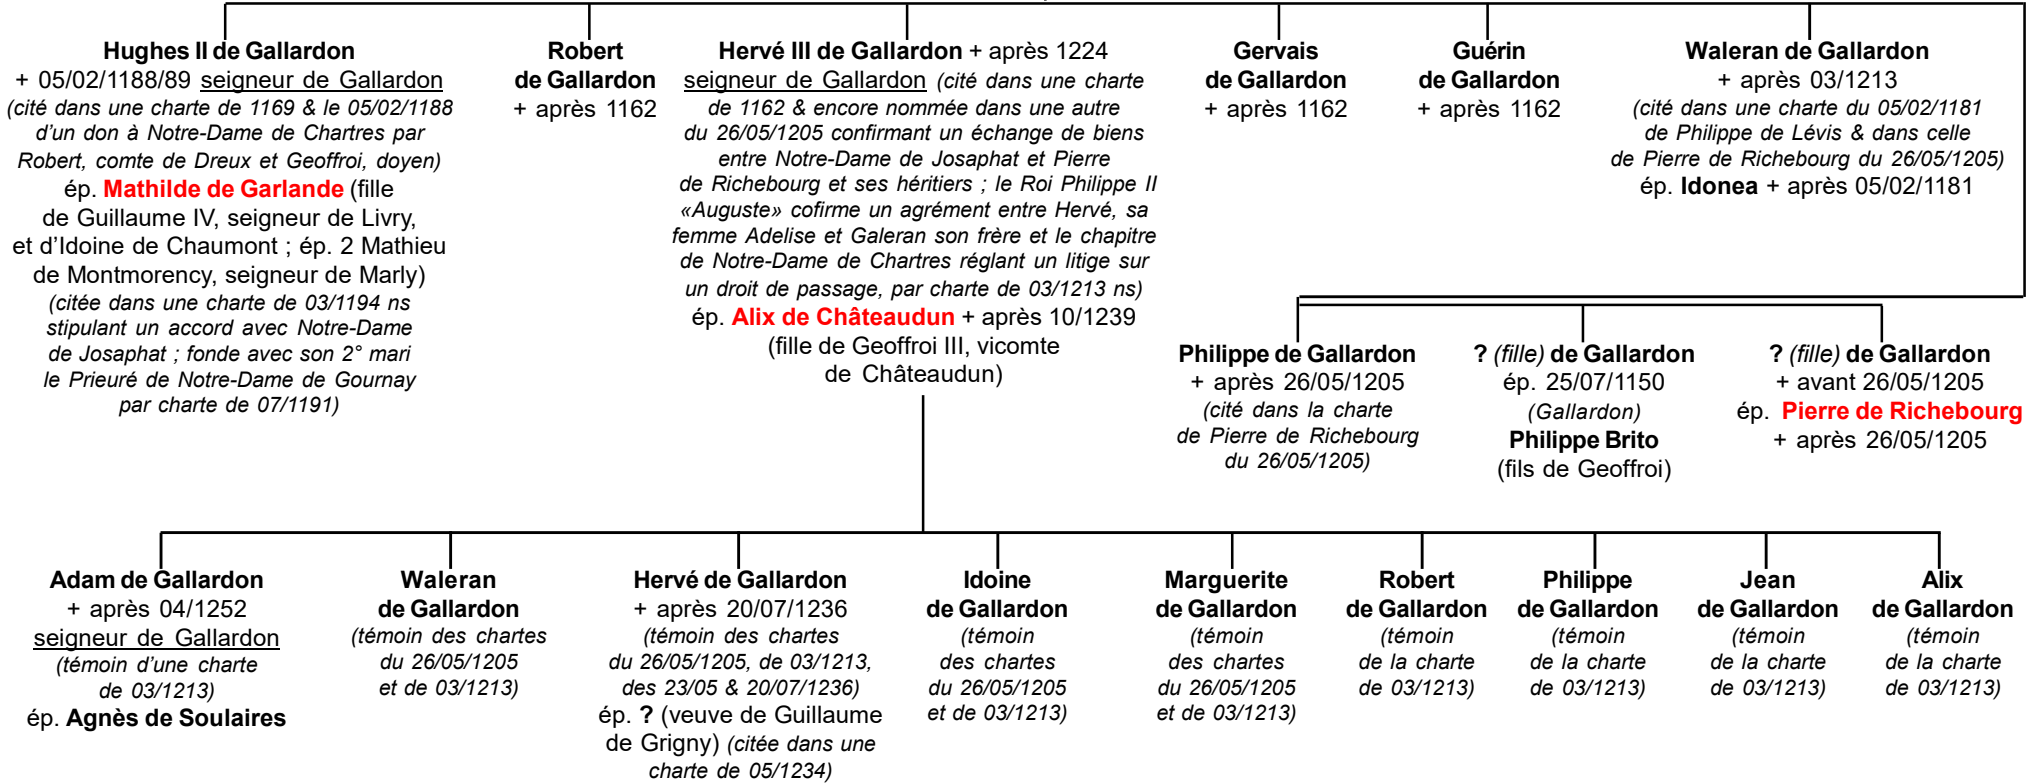 Hughes II de Gallardon
+ 05/02/1188/89 seigneur de Gallardon
(cité dans une charte de 1169 & le 05/02/1188
d’un don à Notre-Dame de Chartres par
Robert, comte de Dreux et Geoffroi, doyen)
ép. Mathilde de Garlande (fille
de Guillaume IV, seigneur de Livry,
et d’Idoine de Chaumont ; ép. 2 Mathieu
de Montmorency, seigneur de Marly)
(citée dans une charte de 03/1194 ns
stipulant un accord avec Notre-Dame
de Josaphat ; fonde avec son 2° mari
le Prieuré de Notre-Dame de Gournay
par charte de 07/1191)
Robert
de Gallardon
+ après 1162
Hervé III de Gallardon + après 1224
seigneur de Gallardon (cité dans une charte
de 1162 & encore nommée dans une autre
du 26/05/1205 confirmant un échange de biens
entre Notre-Dame de Josaphat et Pierre
de Richebourg et ses héritiers ; le Roi Philippe II
«Auguste» cofirme un agrément entre Hervé, sa
femme Adelise et Galeran son frère et le chapitre
de Notre-Dame de Chartres réglant un litige sur
un droit de passage, par charte de 03/1213 ns)
ép. Alix de Châteaudun + après 10/1239
(fille de Geoffroi III, vicomte
de Châteaudun)
Gervais
de Gallardon
+ après 1162
Guérin
de Gallardon
+ après 1162
Waleran de Gallardon
+ après 03/1213
(cité dans une charte du 05/02/1181
de Philippe de Lévis & dans celle
de Pierre de Richebourg du 26/05/1205)
ép. Idonea + après 05/02/1181
Philippe de Gallardon
+ après 26/05/1205
(cité dans la charte
de Pierre de Richebourg
du 26/05/1205)
? (fille) de Gallardon
ép. 25/07/1150
(Gallardon)
Philippe Brito
(fils de Geoffroi)
? (fille) de Gallardon
+ avant 26/05/1205
ép. Pierre de Richebourg
+ après 26/05/1205
Adam de Gallardon
+ après 04/1252
seigneur de Gallardon
(témoin d’une charte
de 03/1213)
ép. Agnès de Soulaires
Waleran
de Gallardon
(témoin des chartes
du 26/05/1205
et de 03/1213)
Hervé de Gallardon
+ après 20/07/1236
(témoin des chartes
du 26/05/1205, de 03/1213,
des 23/05 & 20/07/1236)
ép. ? (veuve de Guillaume
de Grigny) (citée dans une
charte de 05/1234)
Idoine
de Gallardon
(témoin
des chartes
du 26/05/1205
et de 03/1213)
Marguerite
de Gallardon
(témoin
des chartes
du 26/05/1205
et de 03/1213)
Robert
de Gallardon
(témoin
de la charte
de 03/1213)
Philippe
de Gallardon
(témoin
de la charte
de 03/1213)
Jean
de Gallardon
(témoin
de la charte
de 03/1213)
Alix
de Gallardon
(témoin
de la charte
de 03/1213)